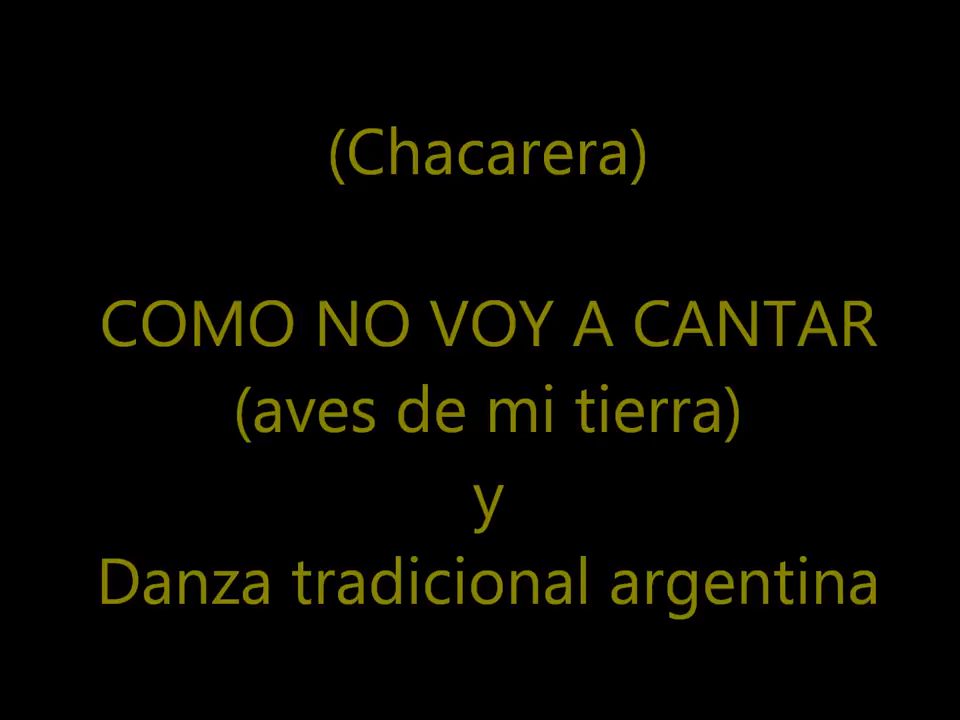 (Chacarera)
COMO NO VOY A CANTAR
(aves de mi tierra)
y
Danza tradicional argentina